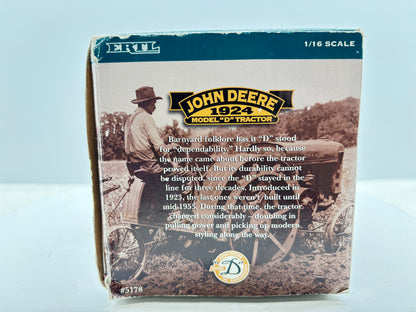 ERTL
1/16 SCALE
JOHN DEERE
1924
MODEL "D" TRACTOR
Barnyard folklore has it "D" stood
for "dependability." Hardly so, because
the name came about before the tractor
proved itself. But its durability cannot
be disputed, since the "D" stayed in the
line for three decades. Introduced in
1923, the last ones weren't built until
mid-1953. During that time, the tractor
changed considerably – doubling in
pulling power and picking up modern
styling along the way.
D
#5178